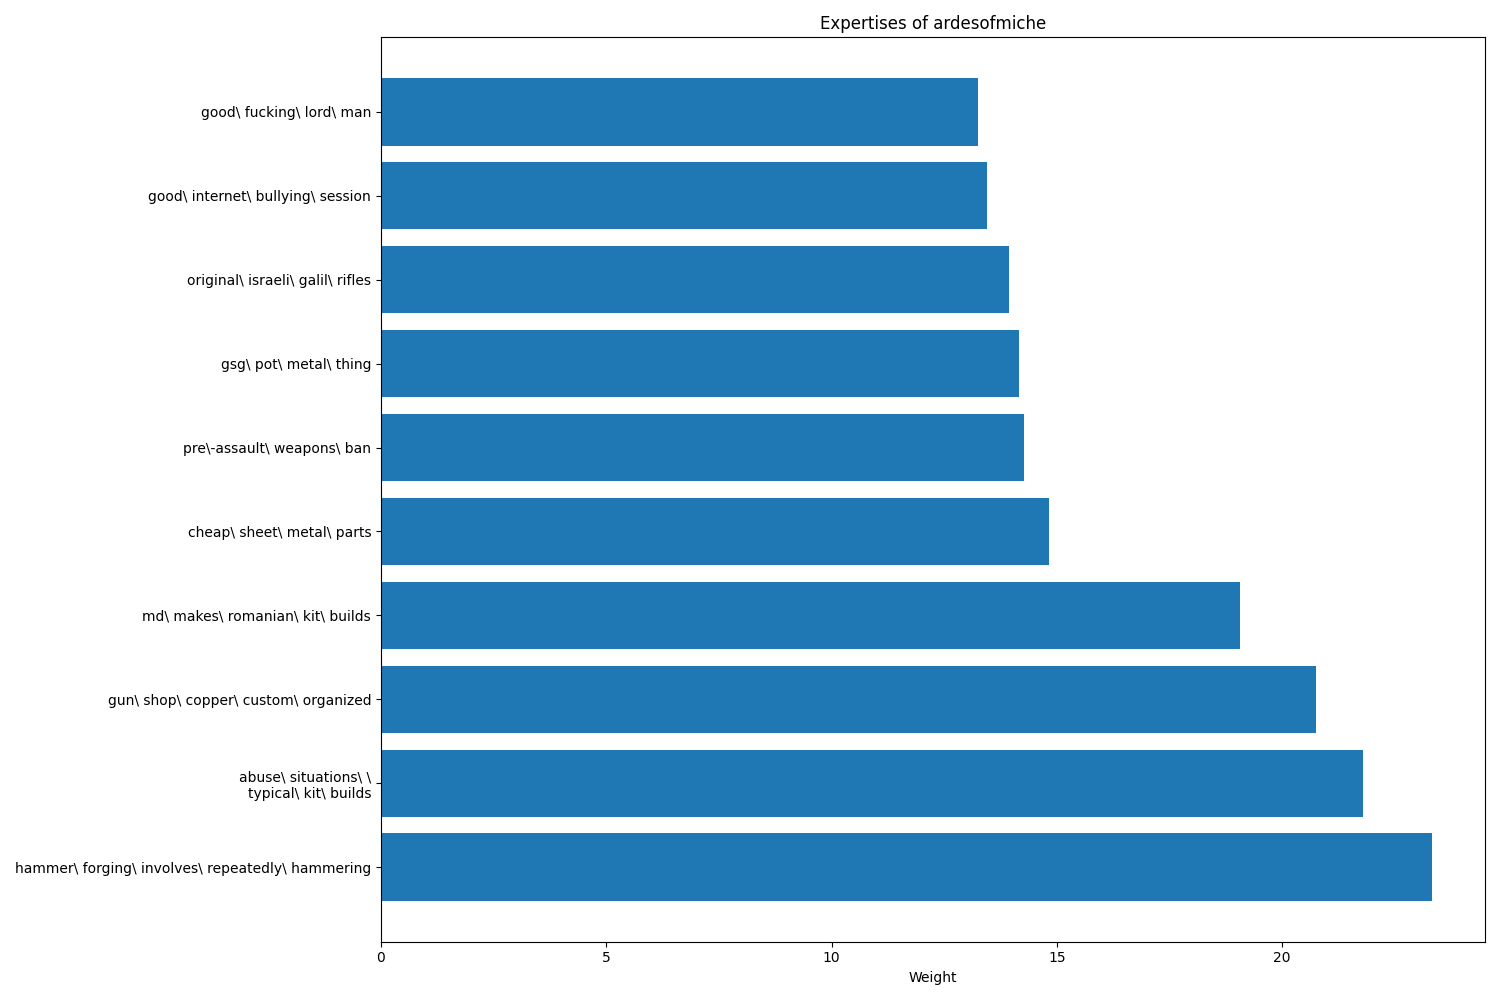 Expertises of ardesofmiche
good\ fucking\ lord\ man
good\ internet\ bullying\ session
original\ israeli\ galil\ rifles
gsg\ pot\ metal\ thing
pre\-assault\ weapons\ ban
cheap\ sheet\ metal\ parts
md\ makes\ romanian\ kit\ builds
gun\ shop\ copper\ custom\ organized
abuse\ situations\ \
typical\ kit\ builds
hammer\ forging\ involves\ repeatedly\ hammering
0 5 10 15 20
Weight